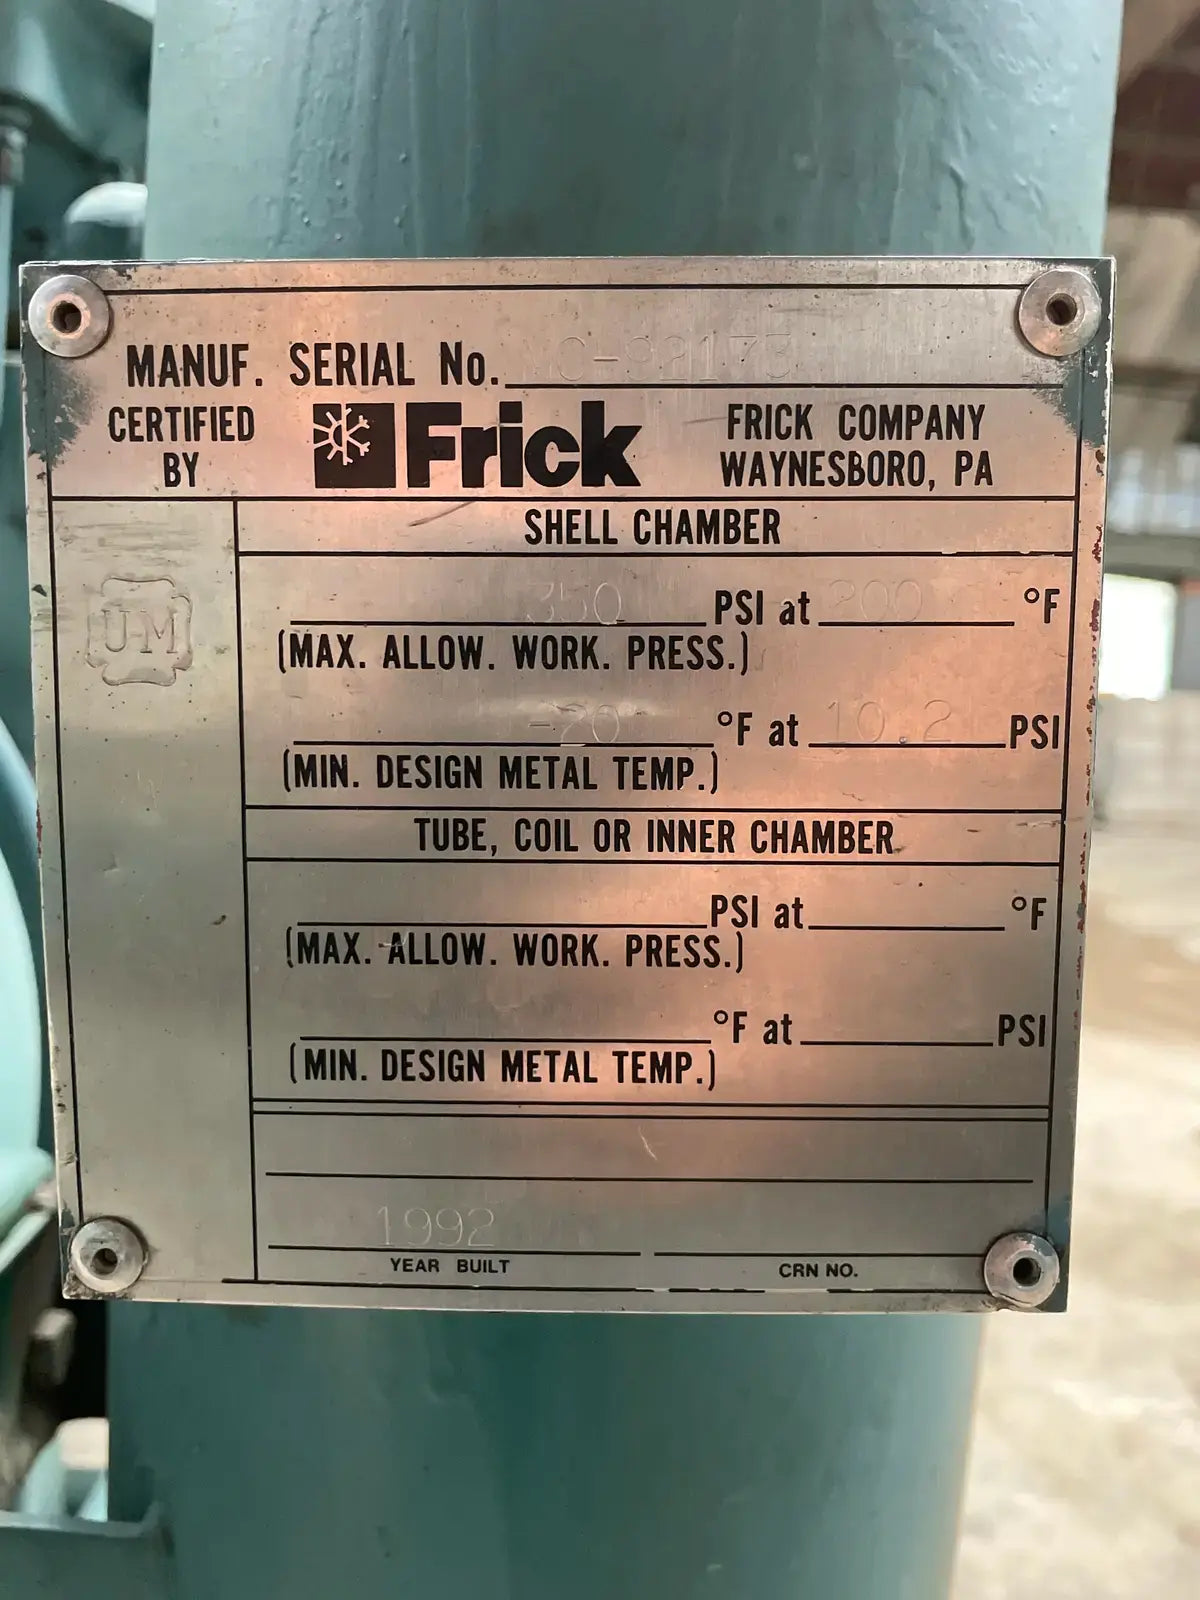 MANUF. SERIAL No.
CERTIFIED BY
Frick
FRICK COMPANY
WAYNESBORO, PA
SHELL CHAMBER
UM
350 PSI at 200 °F
(MAX. ALLOW. WORK. PRESS.)
-20 °F at 10.2 PSI
(MIN. DESIGN METAL TEMP.)
TUBE, COIL OR INNER CHAMBER
PSI at °F
(MAX. ALLOW. WORK. PRESS.)
°F at PSI
(MIN. DESIGN METAL TEMP.)
1992
YEAR BUILT CRN NO.